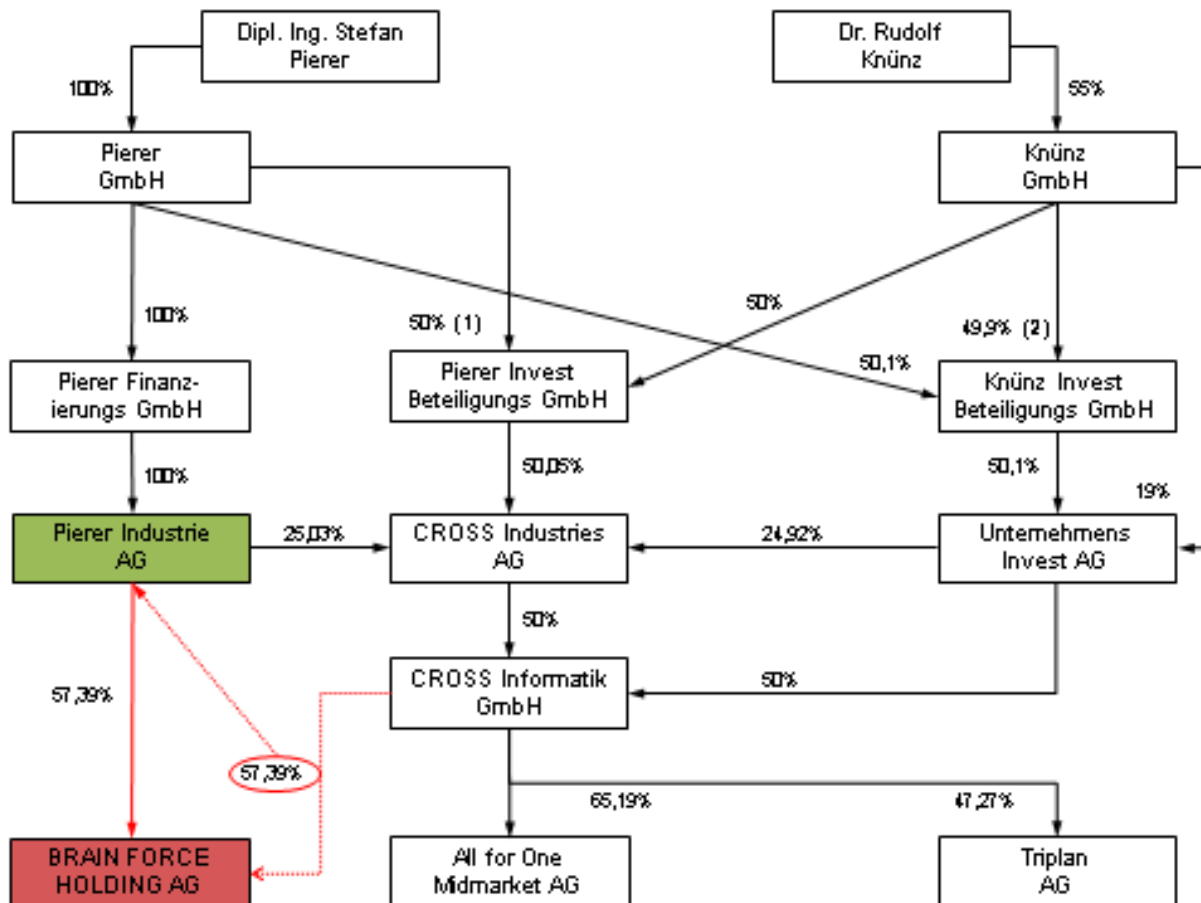 Dipl. Ing. Stefan
Pierer
Dr. Rudolf
Knünz
100%
55%
Pierer
GmbH
Knünz
GmbH
100%
50% (1)
50%
49,9% (2)
50,1%
Pierer Finanz-
ierungs GmbH
Pierer Invest
Beteiligungs GmbH
Knünz Invest
Beteiligungs GmbH
100%
50,05%
50,1%
19%
Pierer Industrie
AG
25,03%
CROSS Industries
AG
24,92%
Unternehmens
Invest AG
50%
57,39%
CROSS Informatik
GmbH
50%
57,39%
65,19%
47,27%
BRAIN FORCE
HOLDING AG
All for One
Midmarket AG
Triplan
AG